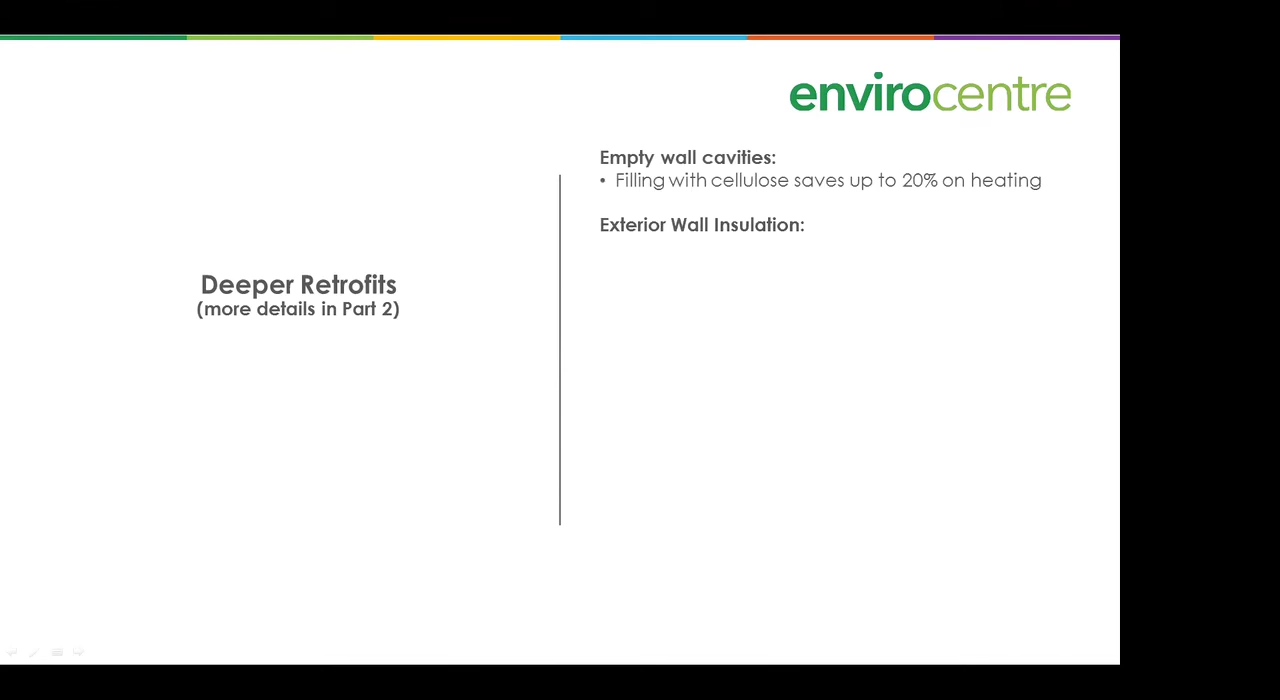 envirocentre
Empty wall cavities:
• Filling with cellulose saves up to 20% on heating
Exterior Wall Insulation:
Deeper Retrofits
(more details in Part 2)